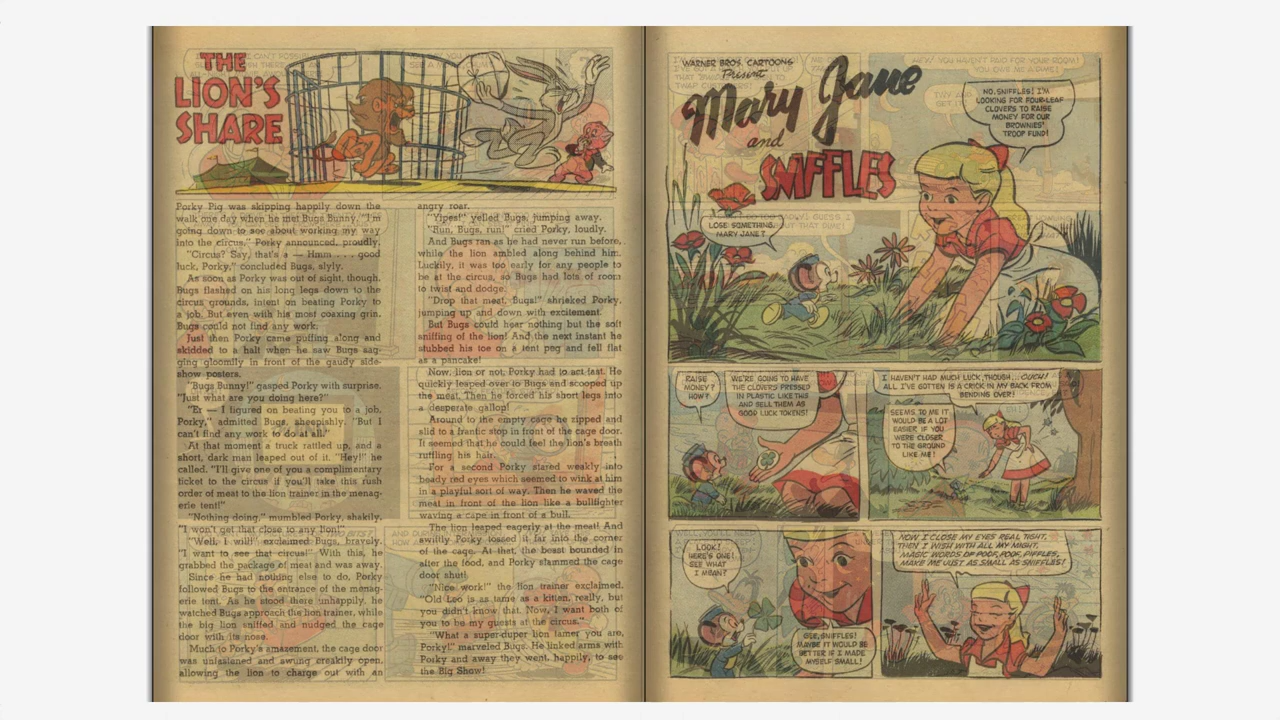 THE
LION'S
SHARE
Porky Pig was skipping happily down the
walk one day when he met Bugs Bunny. "I'm
going down to see about working my way
into the circus," Porky announced, proudly.
"Circus? Say, that's a — Hmm . . . good
luck, Porky," concluded Bugs, slyly.
As soon as Porky was out of sight, though,
Bugs flashed on his long legs down to the
circus grounds, intent on beating Porky to
a job. But even with his most coaxing grin,
Bugs could not find any work.
Just then Porky came puffing along and
skidded to a halt when he saw Bugs sag-
ging gloomily in front of the gaudy side-
show posters.
"Bugs Bunny!" gasped Porky with surprise.
"Just what are you doing here?"
"Er — I figured on beating you to a job,
Porky," admitted Bugs, sheepishly. "But I
can't find any work to do at all."
At that moment a truck rattled up, and a
short, dark man leaped out of it. "Hey!" he
called. "I'll give one of you a complimentary
ticket to the circus if you'll take this rush
order of meat to the lion trainer in the menag-
erie tent!"
"Nothing doing," mumbled Porky, shakily.
"I won't get that close to any lion!"
"Well, I will!" exclaimed Bugs, bravely.
"I want to see that circus!" With this, he
grabbed the package of meat and was away.
Since he had nothing else to do, Porky
followed Bugs to the entrance of the menag-
erie tent. As he stood there unhappily, he
watched Bugs approach the lion trainer, while
the big lion sniffed and nudged the cage
door with its nose.
Much to Porky's amazement, the cage door
was unfastened and swung creakily open,
allowing the lion to charge out with an
angry roar.
"Yipes!" yelled Bugs, jumping away.
"Run, Bugs, run!" cried Porky, loudly.
And Bugs ran as he had never run before,
while the lion ambled along behind him.
Luckily, it was too early for any people to
be at the circus, so Bugs had lots of room
to twist and dodge.
"Drop that meat, Bugs!" shrieked Porky,
jumping up and down with excitement.
But Bugs could hear nothing but the soft
sniffing of the lion! And the next instant he
stubbed his toe on a tent peg and fell flat
as a pancake!
Now, lion or not, Porky had to act fast. He
quickly leaped over to Bugs and scooped up
the meat. Then he forced his short legs into
a desperate gallop!
Around to the empty cage he zipped and
slid to a frantic stop in front of the cage door.
It seemed that he could feel the lion's breath
ruffling his hair.
For a second Porky stared weakly into
beady red eyes which seemed to wink at him
in a playful sort of way. Then he waved the
meat in front of the lion like a bullfighter
waving a cape in front of a bull.
The lion leaped eagerly at the meat! And
swiftly Porky tossed it far into the corner
of the cage. At that, the beast bounded in
after the food, and Porky slammed the cage
door shut!
"Nice work!" the lion trainer exclaimed.
"Old Leo is as tame as a kitten, really, but
you didn't know that. Now, I want both of
you to be my guests at the circus."
"What a super-duper lion tamer you are,
Porky!" marveled Bugs. He linked arms with
Porky and away they went, happily, to see
the Big Show!
WARNER BROS. CARTOONS
Present
Mary Jane
and
SNIFFLES
NO, SNIFFLES! I'M
LOOKING FOR FOUR-LEAF
CLOVERS TO RAISE
MONEY FOR OUR
BROWNIES'
TROOP FUND!
LOSE SOMETHING,
MARY JANE?
RAISE
MONEY?
HOW?
WE'RE GOING TO HAVE
THE CLOVERS PRESSED
IN PLASTIC LIKE THIS
AND SELL THEM AS
GOOD LUCK TOKENS!
I HAVEN'T HAD MUCH LUCK, THOUGH... OUCH!
ALL I'VE GOTTEN IS A CRICK IN MY BACK FROM
BENDING OVER!
SEEMS TO ME IT
WOULD BE A LOT
EASIER IF YOU
WERE CLOSER
TO THE GROUND
LIKE ME!
LOOK!
HERE'S ONE!
SEE WHAT
I MEAN?
GEE, SNIFFLES!
MAYBE IT WOULD BE
BETTER IF I MADE
MYSELF SMALL!
NOW I CLOSE MY EYES REAL TIGHT,
THEN I WISH WITH ALL MY MIGHT,
MAGIC WORDS OF POOF, POOF, PIFFLES,
MAKE ME JUST AS SMALL AS SNIFFLES!